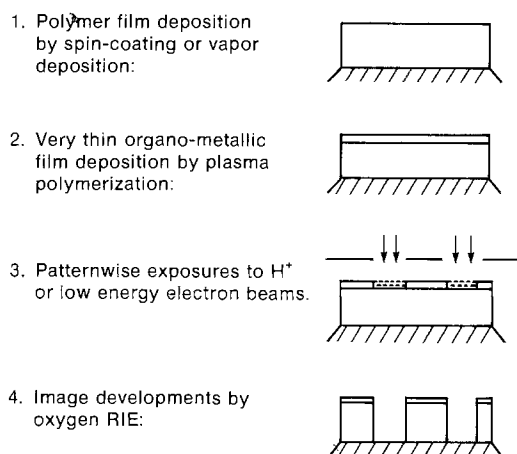 1. Polymer film deposition
by spin-coating or vapor
deposition:
2. Very thin organo-metallic
film deposition by plasma
polymerization:
3. Patternwise exposures to H⁺
or low energy electron beams.
4. Image developments by
oxygen RIE: